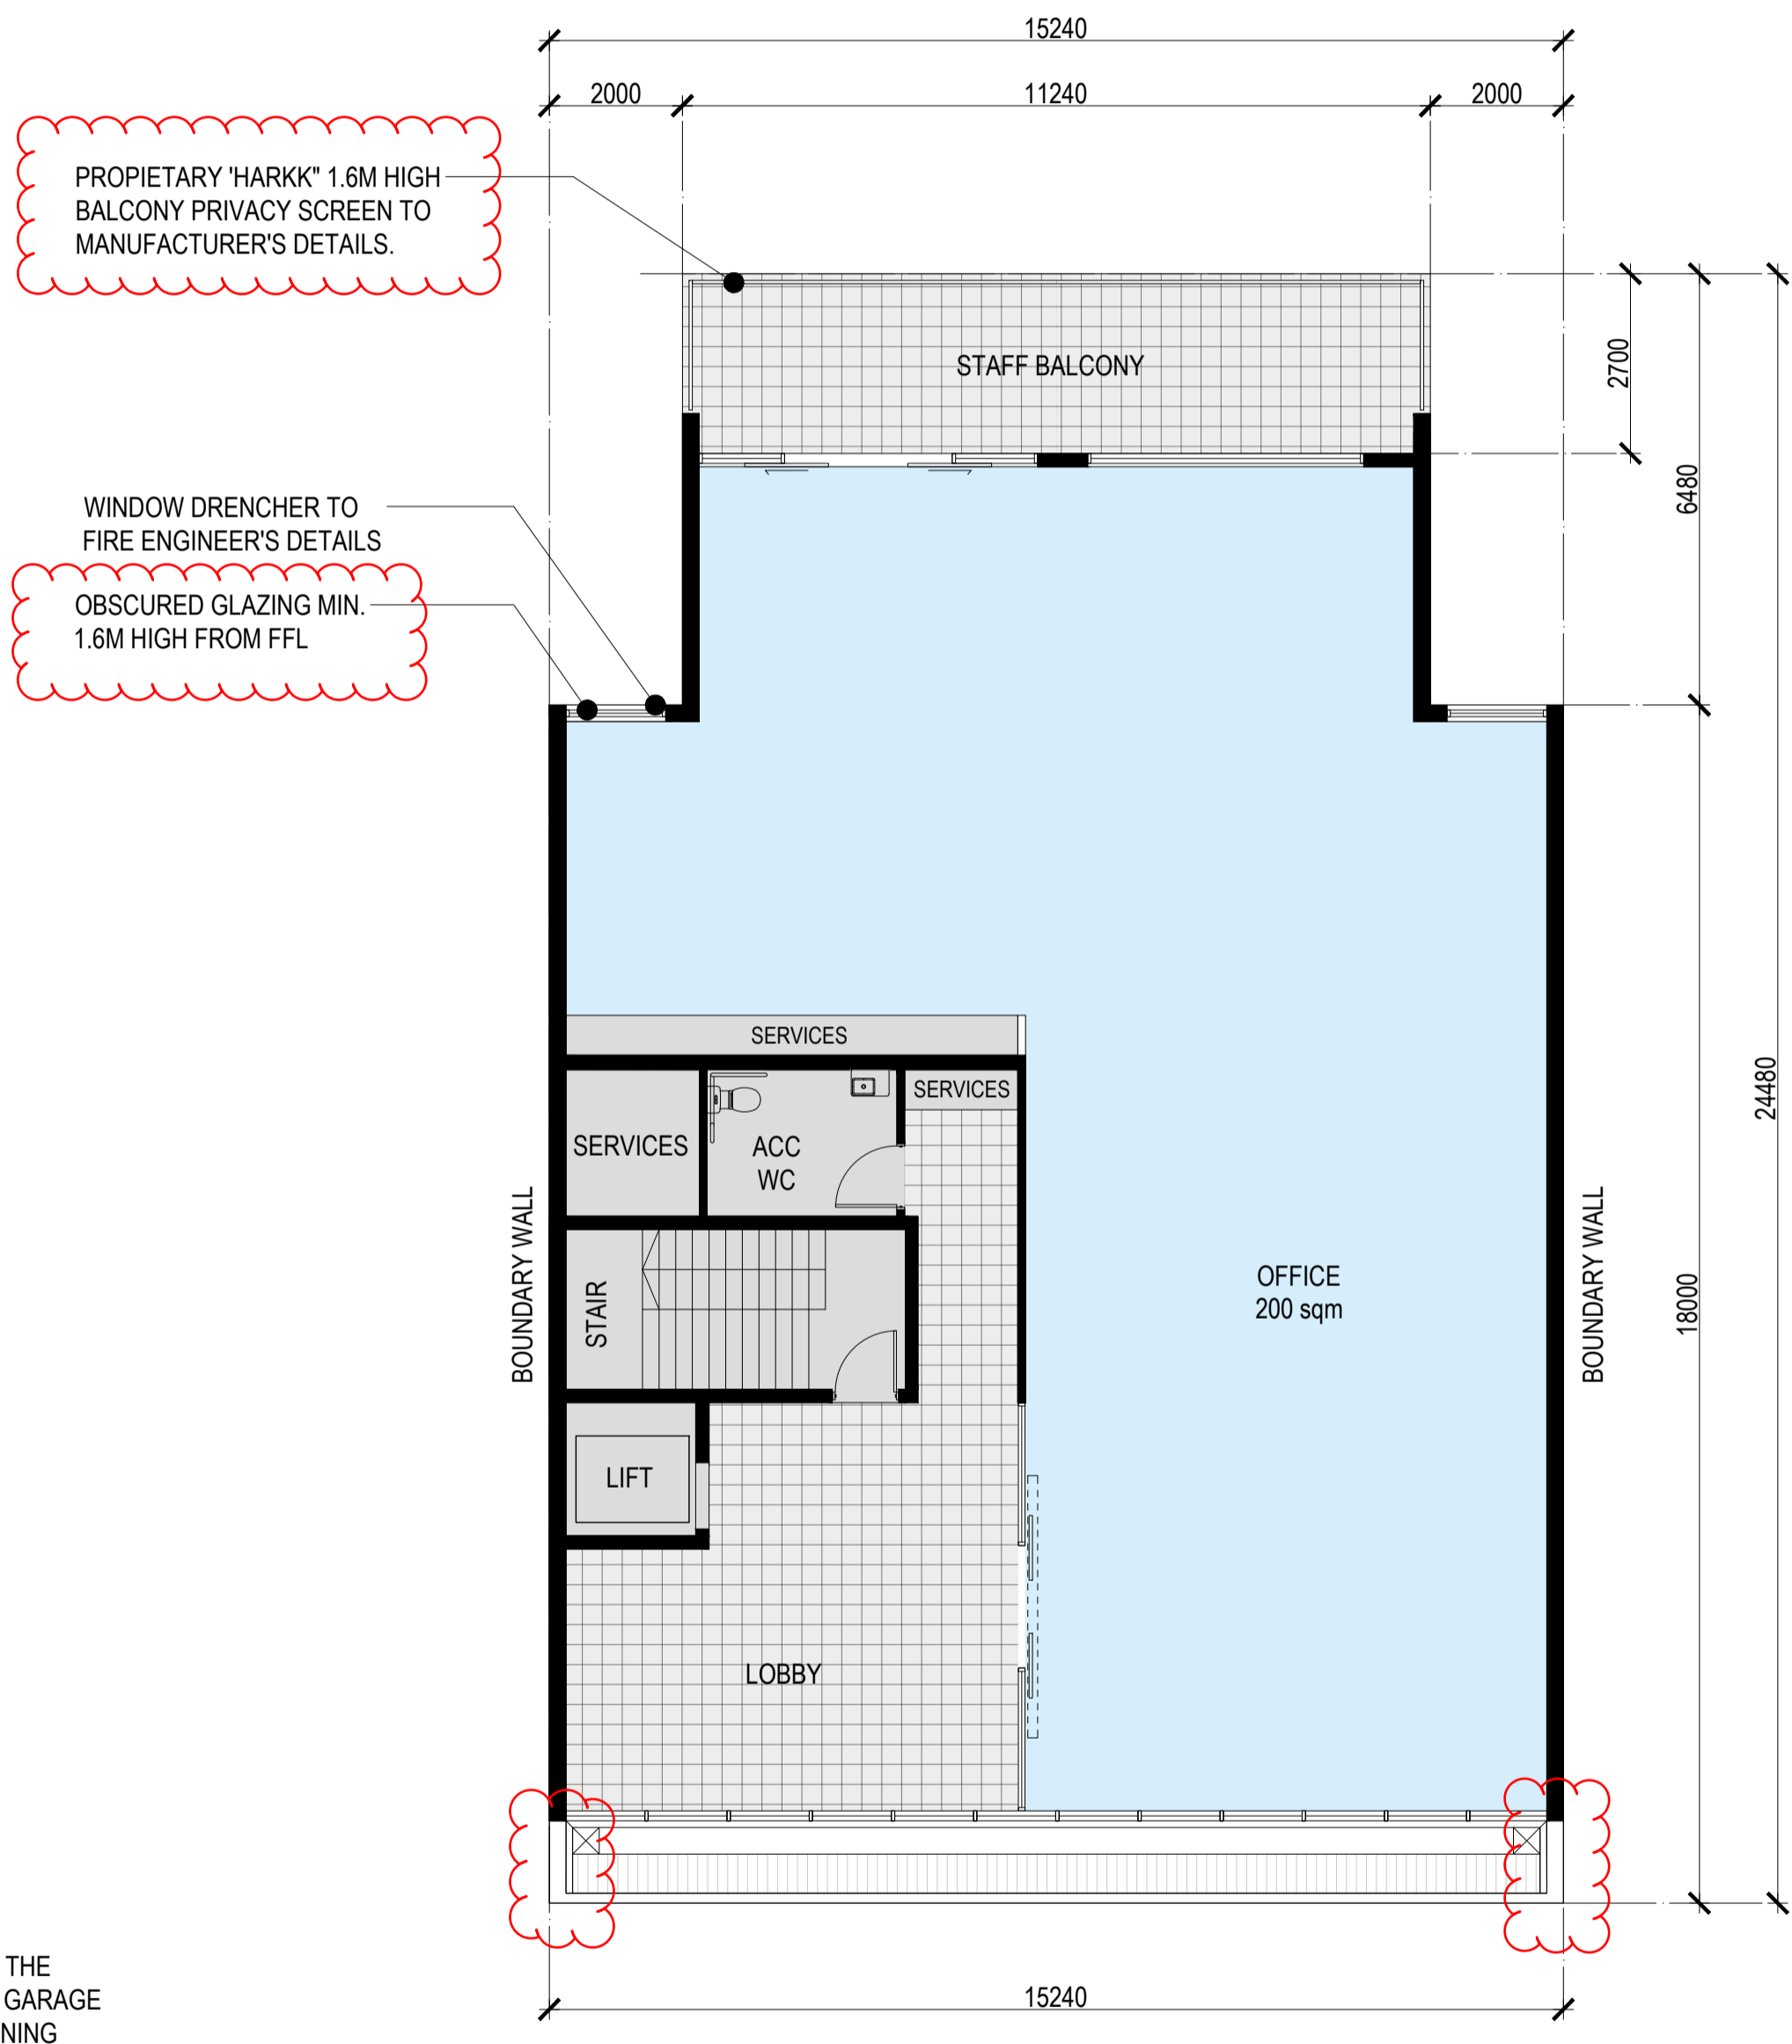 15240
2000
11240
2000
PROPIETARY 'HARKK" 1.6M HIGH
BALCONY PRIVACY SCREEN TO
MANUFACTURER'S DETAILS.
STAFF BALCONY
2700
6480
WINDOW DRENCHER TO
FIRE ENGINEER'S DETAILS
OBSCURED GLAZING MIN.
1.6M HIGH FROM FFL
SERVICES
SERVICES
SERVICES
ACC
WC
24480
BOUNDARY WALL
STAIR
OFFICE
200 sqm
BOUNDARY WALL
18000
LIFT
LOBBY
THE
GARAGE
NING
15240